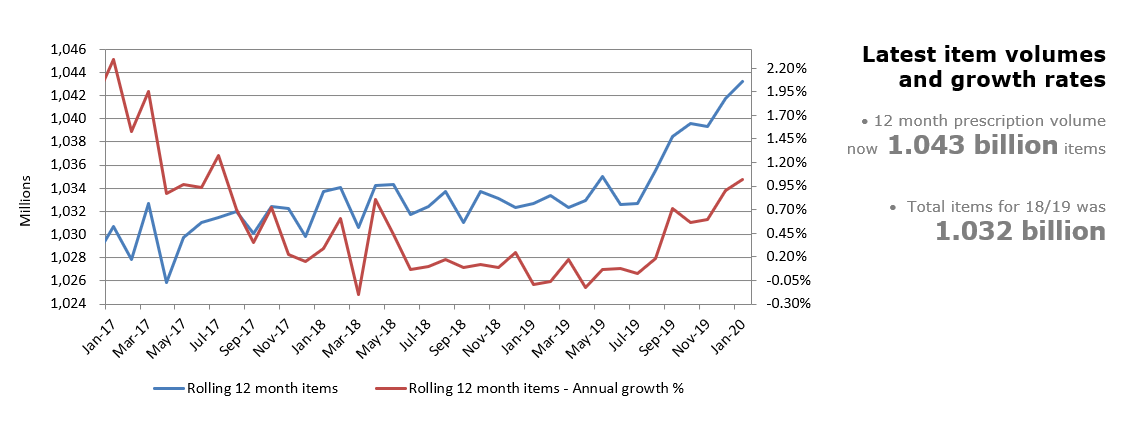 Latest item volumes
and growth rates
• 12 month prescription volume
now 1.043 billion items
• Total items for 18/19 was
1.032 billion
Millions
1,046
1,044
1,042
1,040
1,038
1,036
1,034
1,032
1,030
1,028
1,026
1,024
2.20%
1.95%
1.70%
1.45%
1.20%
0.95%
0.70%
0.45%
0.20%
-0.05%
-0.30%
Jan-17
Mar-17
May-17
Jul-17
Sep-17
Nov-17
Jan-18
Mar-18
May-18
Jul-18
Sep-18
Nov-18
Jan-19
Mar-19
May-19
Jul-19
Sep-19
Nov-19
Jan-20
Rolling 12 month items
Rolling 12 month items - Annual growth %